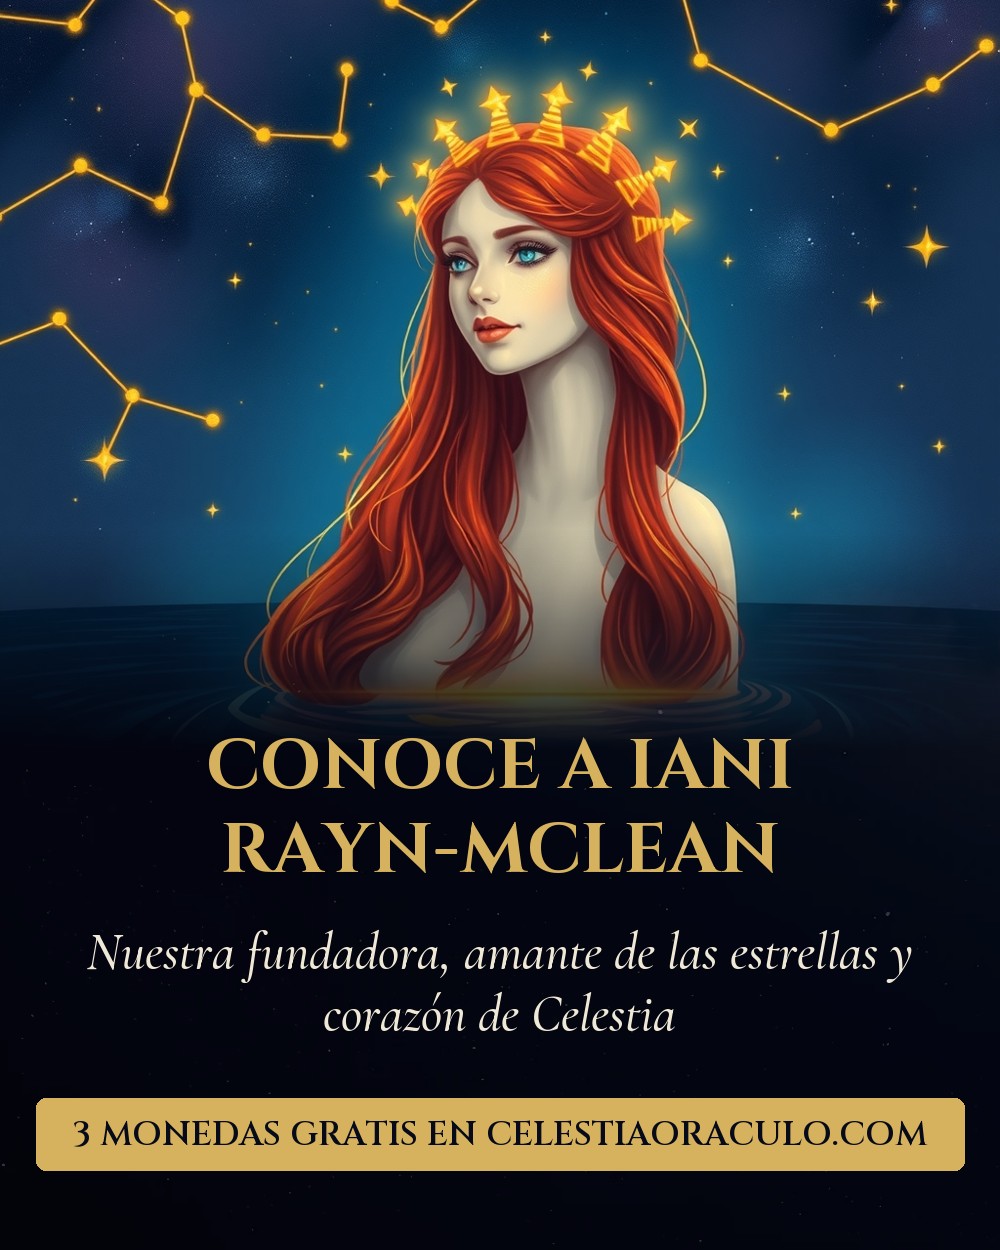 CONOCE A IANI
RAYN-MCLEAN
Nuestra fundadora, amante de las estrellas y
corazón de Celestia
3 MONEDAS GRATIS EN CELESTIAORACULO.COM